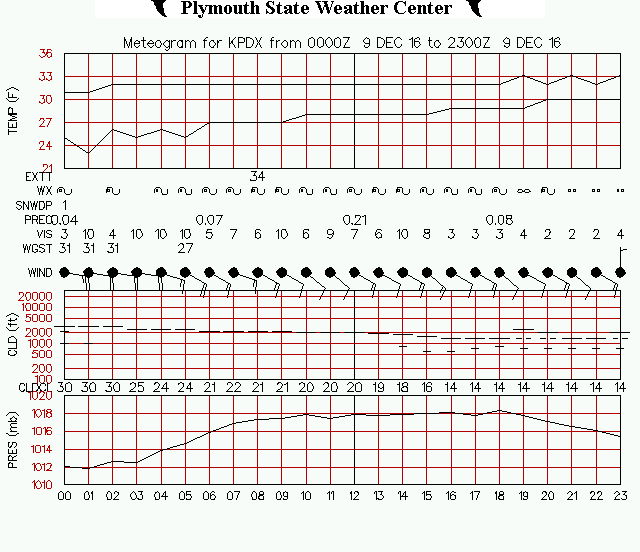 Plymouth State Weather Center
Meteogram for KPDX from 0000Z 9 DEC 16 to 2300Z 9 DEC 16
TEMP (F)
36
33
30
27
24
21
EXTT 34
WX
SNWDP 1
PREC 0.04 0.07 0.21 0.08
VIS 3 10 4 10 10 10 5 7 6 10 6 9 7 6 10 8 3 3 3 4 2 2 2 4
WGST 31 31 31 27
WIND
CLD (ft)
20000
10000
5000
2000
1000
500
200
100
CLDCL 30 30 30 25 24 24 21 22 21 21 20 20 20 19 18 16 14 14 14 14 14 14 14 14
PRES (mb)
1020
1018
1016
1014
1012
1010
00 01 02 03 04 05 06 07 08 09 10 11 12 13 14 15 16 17 18 19 20 21 22 23